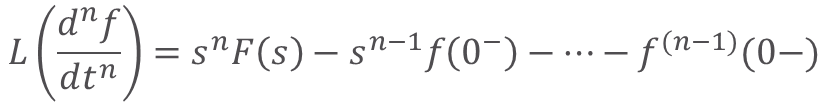 L(dⁿf/dtⁿ) = sⁿF(s) − sⁿ⁻¹f(0⁻) − ⋯ − f⁽ⁿ⁻¹⁾(0−)